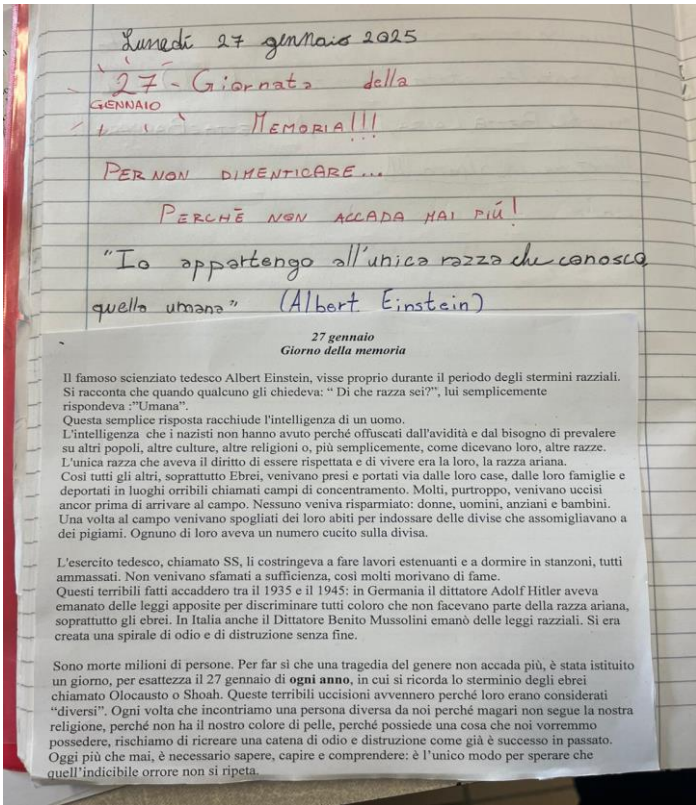 Lunedì 27 gennaio 2025
27 - Giornata della
GENNAIO
MEMORIA!!!
PER NON DIMENTICARE...
PERCHÈ NON ACCADA MAI PIÚ!
"Io appartengo all'unica razza che conosco,
quella umana" (Albert Einstein)
27 gennaio
Giorno della memoria
Il famoso scienziato tedesco Albert Einstein, visse proprio durante il periodo degli stermini razziali.
Si racconta che quando qualcuno gli chiedeva: “ Di che razza sei?”, lui semplicemente
rispondeva :”Umana”.
Questa semplice risposta racchiude l'intelligenza di un uomo.
L'intelligenza che i nazisti non hanno avuto perché offuscati dall'avidità e dal bisogno di prevalere
su altri popoli, altre culture, altre religioni o, più semplicemente, come dicevano loro, altre razze.
L'unica razza che aveva il diritto di essere rispettata e di vivere era la loro, la razza ariana.
Così tutti gli altri, soprattutto Ebrei, venivano presi e portati via dalle loro case, dalle loro famiglie e
deportati in luoghi orribili chiamati campi di concentramento. Molti, purtroppo, venivano uccisi
ancor prima di arrivare al campo. Nessuno veniva risparmiato: donne, uomini, anziani e bambini.
Una volta al campo venivano spogliati dei loro abiti per indossare delle divise che assomigliavano a
dei pigiami. Ognuno di loro aveva un numero cucito sulla divisa.
L'esercito tedesco, chiamato SS, li costringeva a fare lavori estenuanti e a dormire in stanzoni, tutti
ammassati. Non venivano sfamati a sufficienza, così molti morivano di fame.
Questi terribili fatti accaddero tra il 1935 e il 1945: in Germania il dittatore Adolf Hitler aveva
emanato delle leggi apposite per discriminare tutti coloro che non facevano parte della razza ariana,
soprattutto gli ebrei. In Italia anche il Dittatore Benito Mussolini emanò delle leggi razziali. Si era
creata una spirale di odio e di distruzione senza fine.
Sono morte milioni di persone. Per far sì che una tragedia del genere non accada più, è stata istituito
un giorno, per esattezza il 27 gennaio di ogni anno, in cui si ricorda lo sterminio degli ebrei
chiamato Olocausto o Shoah. Queste terribili uccisioni avvennero perché loro erano considerati
“diversi”. Ogni volta che incontriamo una persona diversa da noi perché magari non segue la nostra
religione, perché non ha il nostro colore di pelle, perché possiede una cosa che noi vorremmo
possedere, rischiamo di ricreare una catena di odio e distruzione come già è successo in passato.
Oggi più che mai, è necessario sapere, capire e comprendere: è l’unico modo per sperare che
quell’indicibile orrore non si ripeta.